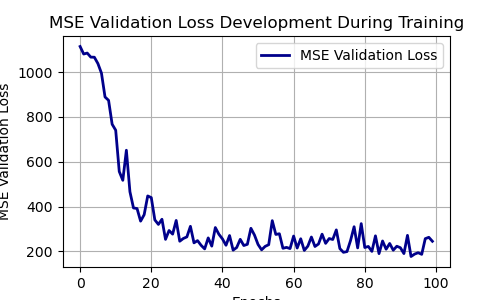 MSE Validation Loss Development During Training
MSE Validation Loss
MSE Validation Loss
1000
800
600
400
200
0
20
40
60
80
100
Epochs